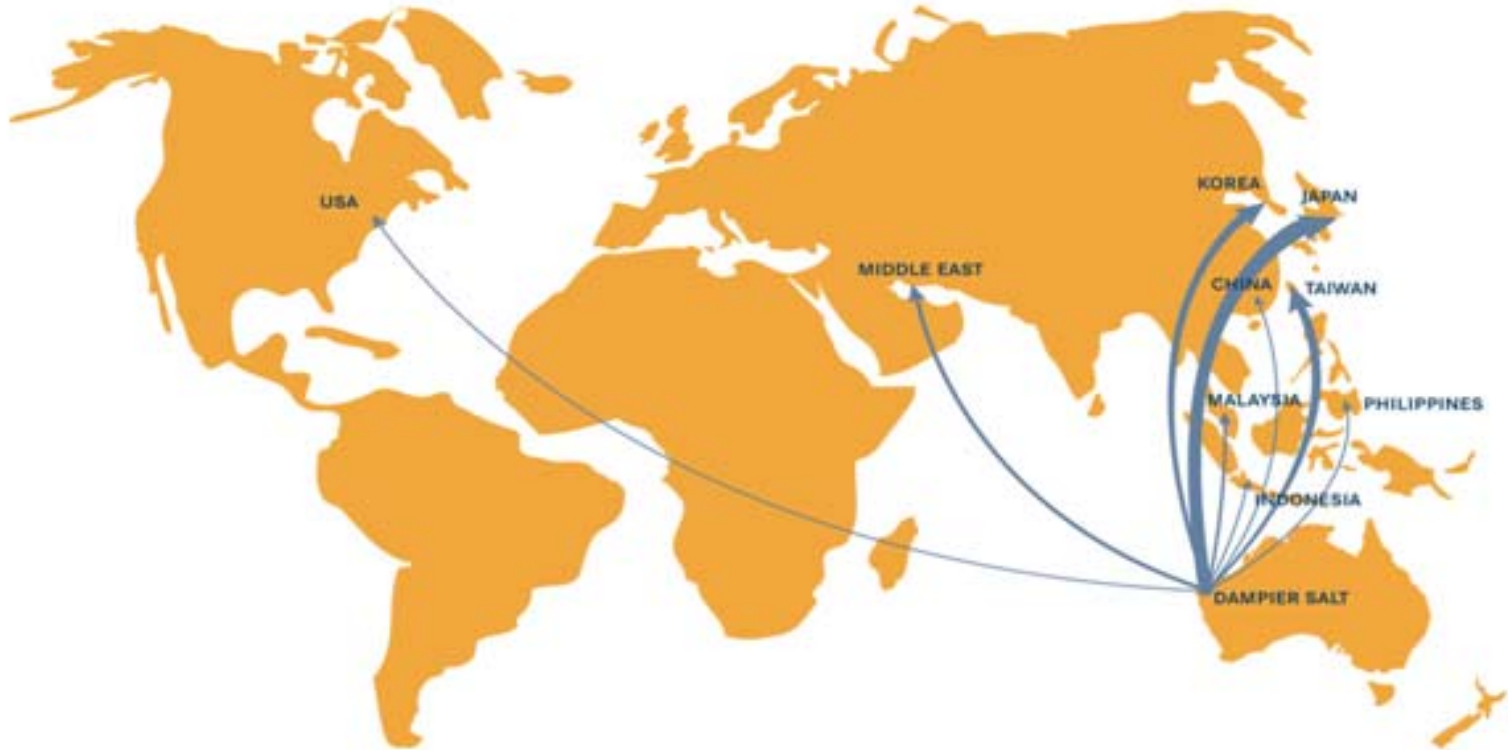 KOREA
JAPAN
USA
MIDDLE EAST
CHINA
TAIWAN
MALAYSIA
PHILIPPINES
INDONESIA
DAMPIER SALT